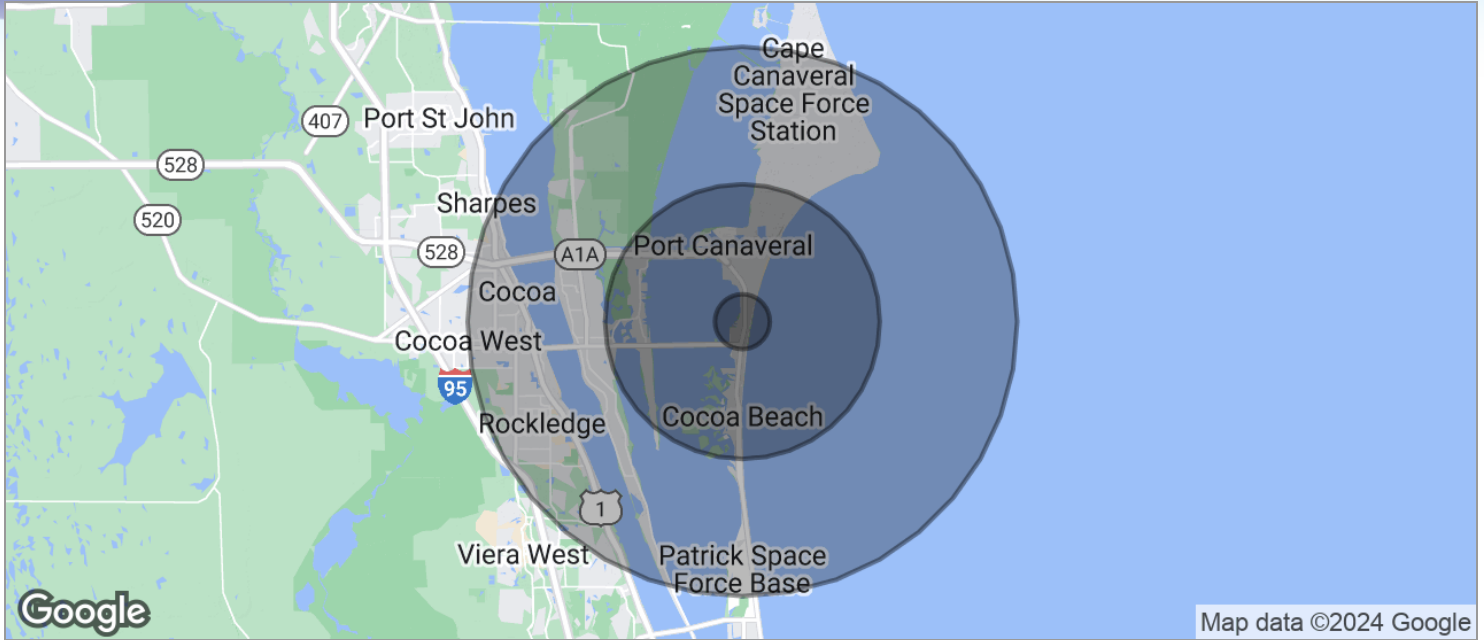 Cape
Canaveral
Space Force
Station
Port St John
407
528
520
Sharpes
528
A1A
Port Canaveral
Cocoa
Cocoa West
95
Rockledge
Cocoa Beach
1
Viera West
Patrick Space
Force Base
Google
Map data ©2024 Google